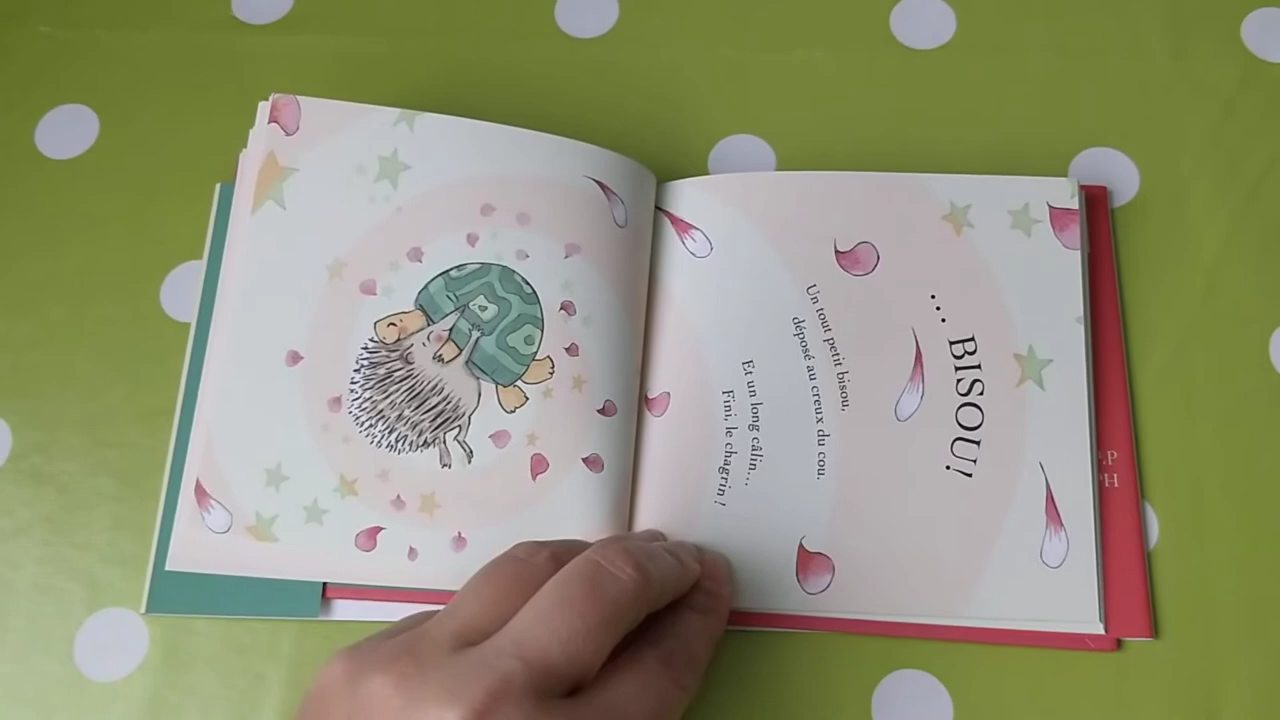 ... BISOU!
Un tout petit bisou,
déposé au creux du cou.
Et un long câlin...
Fini, le chagrin !